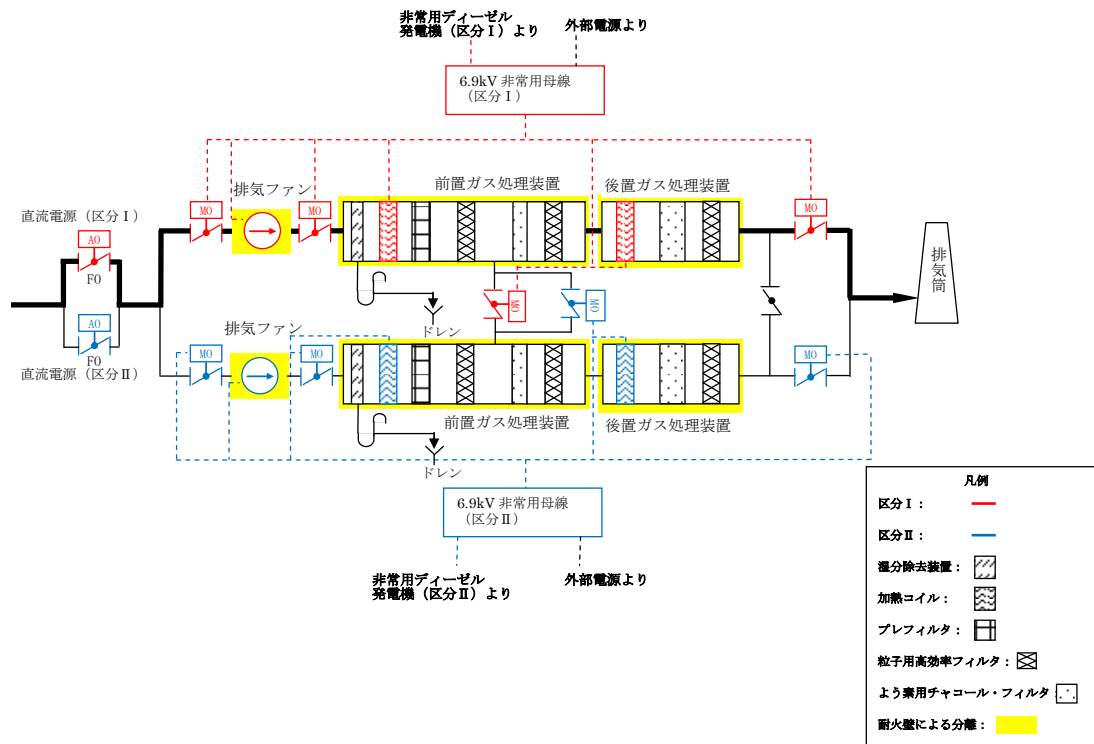 非常用ディーゼル
発電機（区分Ⅰ）より
外部電源より
6.9kV 非常用母線
（区分Ⅰ）
排気ファン
前置ガス処理装置
後置ガス処理装置
直流電源（区分Ⅰ）
MO
MO
MO
AO
FO
排気筒
MO
MO
ドレン
AO
FO
排気ファン
直流電源（区分Ⅱ）
MO
MO
MO
前置ガス処理装置
後置ガス処理装置
ドレン
6.9kV 非常用母線
（区分Ⅱ）
非常用ディーゼル
発電機（区分Ⅱ）より
外部電源より
凡例
区分Ⅰ：
区分Ⅱ：
湿分除去装置：
加熱コイル：
プレフィルタ：
粒子用高効率フィルタ：
よう素用チャコール・フィルタ：
耐火壁による分離：